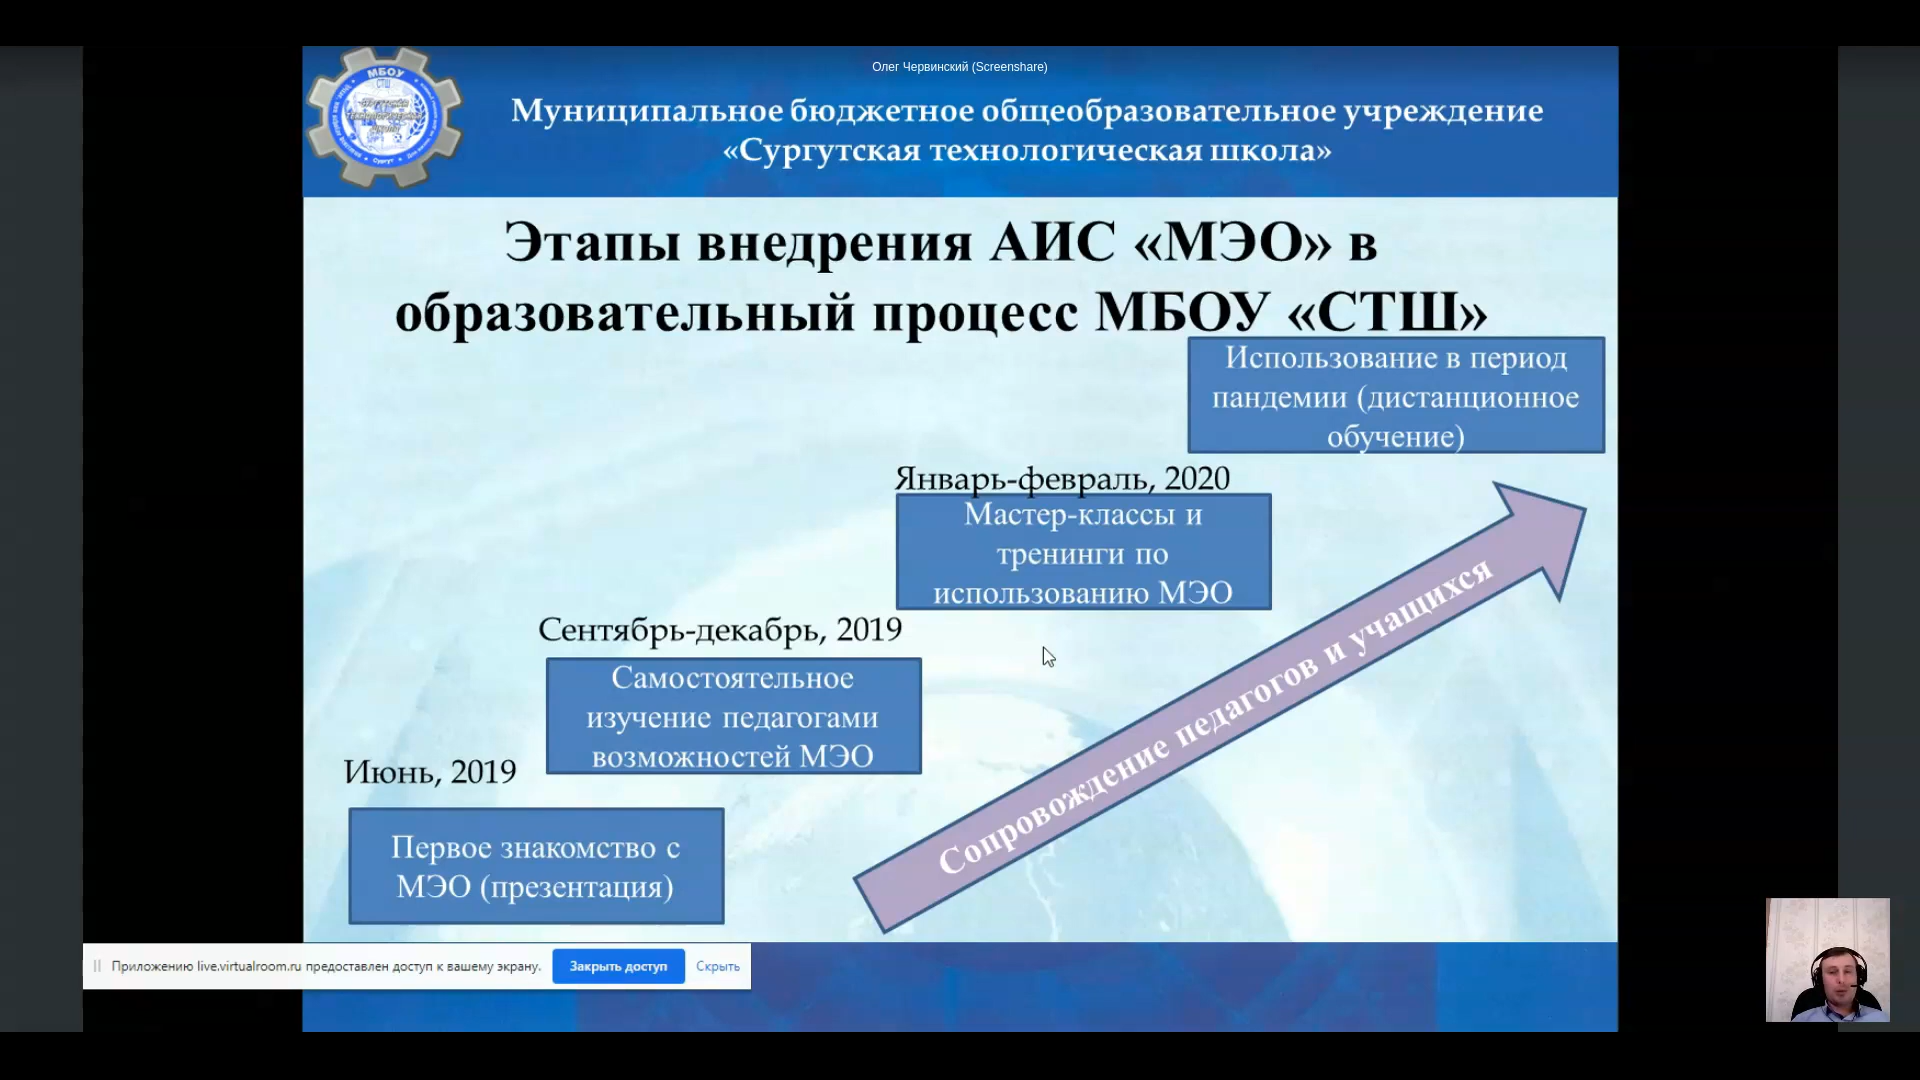 Олег Червинский (Screenshare)
МБОУ
СТШ
Сургут
Муниципальное бюджетное общеобразовательное учреждение
«Сургутская технологическая школа»
Этапы внедрения АИС «МЭО» в
образовательный процесс МБОУ «СТШ»
Использование в период
пандемии (дистанционное
обучение)
Январь-февраль, 2020
Мастер-классы и
тренинги по
использованию МЭО
Сентябрь-декабрь, 2019
Самостоятельное
изучение педагогами
возможностей МЭО
Июнь, 2019
Первое знакомство с
МЭО (презентация)
Сопровождение педагогов и учащихся
Приложению live.virtualroom.ru предоставлен доступ к вашему экрану.
Закрыть доступ
Скрыть